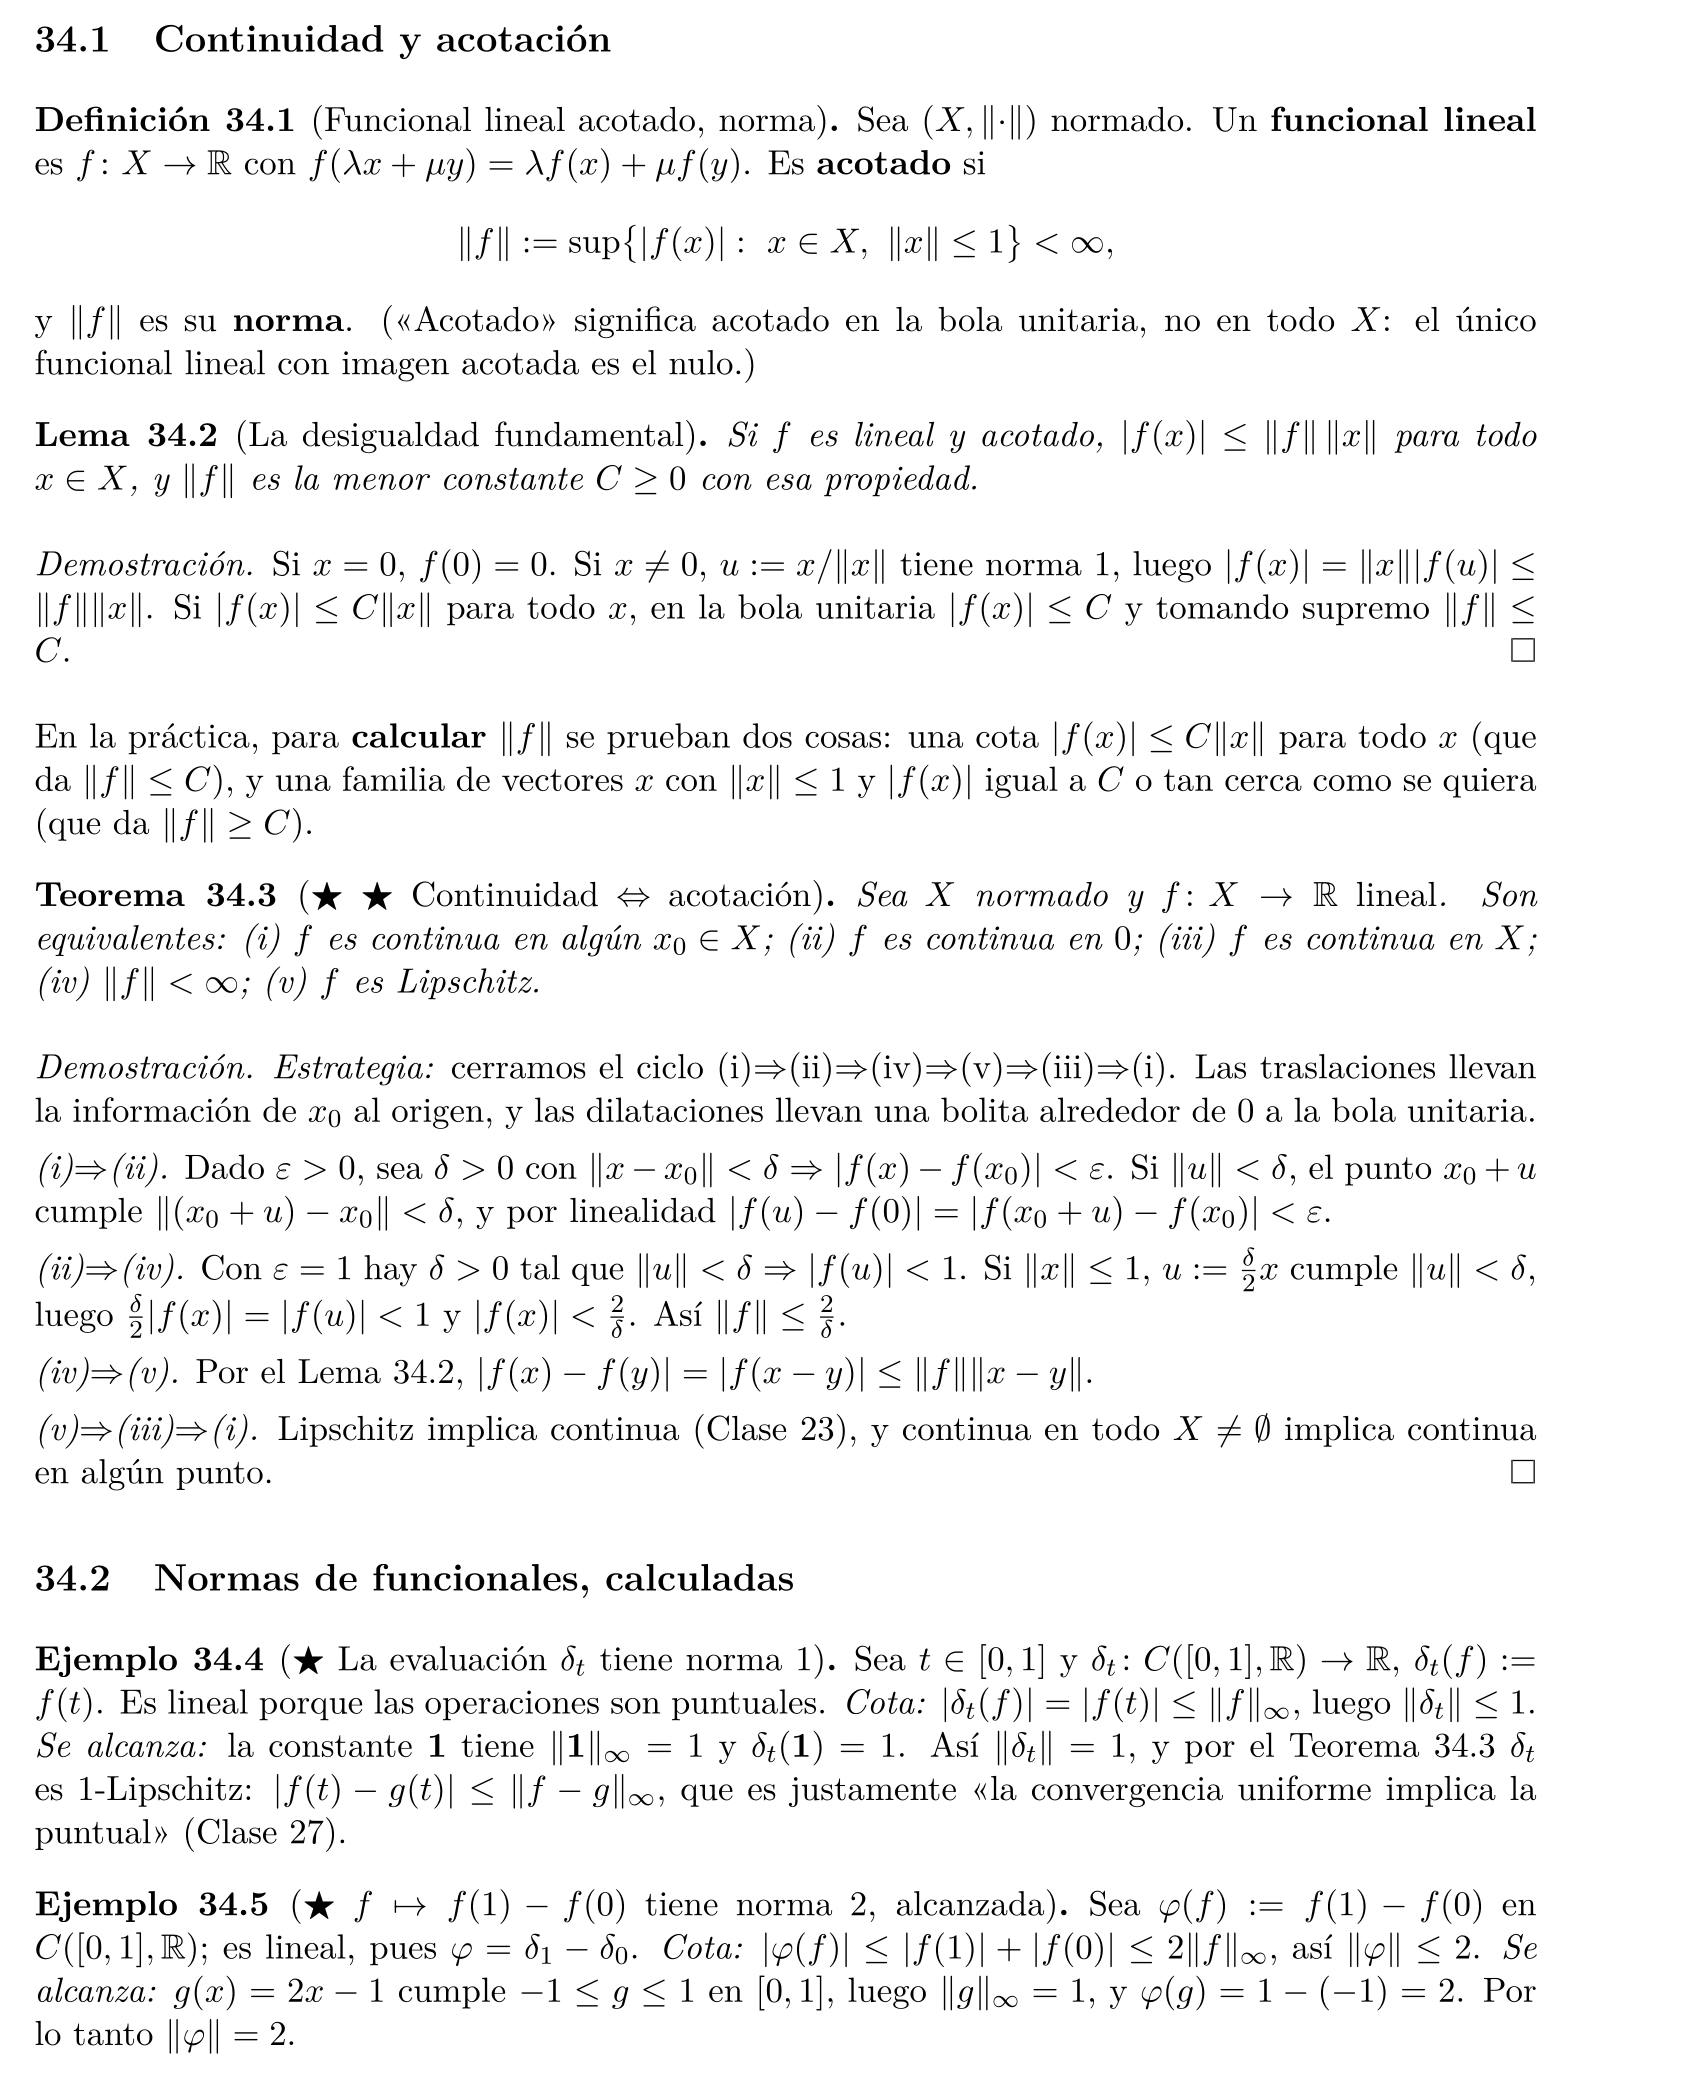 34.1 Continuidad y acotación
Definición 34.1 (Funcional lineal acotado, norma). Sea (X, ‖·‖) normado. Un funcional lineal
es f : X → ℝ con f(λx + μy) = λf(x) + μf(y). Es acotado si
‖f‖ := sup{|f(x)| : x ∈ X, ‖x‖ ≤ 1} < ∞,
y ‖f‖ es su norma. («Acotado» significa acotado en la bola unitaria, no en todo X: el único
funcional lineal con imagen acotada es el nulo.)
Lema 34.2 (La desigualdad fundamental). Si f es lineal y acotado, |f(x)| ≤ ‖f‖ ‖x‖ para todo
x ∈ X, y ‖f‖ es la menor constante C ≥ 0 con esa propiedad.
Demostración. Si x = 0, f(0) = 0. Si x ≠ 0, u := x/‖x‖ tiene norma 1, luego |f(x)| = ‖x‖|f(u)| ≤
‖f‖‖x‖. Si |f(x)| ≤ C‖x‖ para todo x, en la bola unitaria |f(x)| ≤ C y tomando supremo ‖f‖ ≤
C. □
En la práctica, para calcular ‖f‖ se prueban dos cosas: una cota |f(x)| ≤ C‖x‖ para todo x (que
da ‖f‖ ≤ C), y una familia de vectores x con ‖x‖ ≤ 1 y |f(x)| igual a C o tan cerca como se quiera
(que da ‖f‖ ≥ C).
Teorema 34.3 (★ ★ Continuidad ⇔ acotación). Sea X normado y f : X → ℝ lineal. Son
equivalentes: (i) f es continua en algún x₀ ∈ X; (ii) f es continua en 0; (iii) f es continua en X;
(iv) ‖f‖ < ∞; (v) f es Lipschitz.
Demostración. Estrategia: cerramos el ciclo (i)⇒(ii)⇒(iv)⇒(v)⇒(iii)⇒(i). Las traslaciones llevan
la información de x₀ al origen, y las dilataciones llevan una bolita alrededor de 0 a la bola unitaria.
(i)⇒(ii). Dado ε > 0, sea δ > 0 con ‖x − x₀‖ < δ ⇒ |f(x) − f(x₀)| < ε. Si ‖u‖ < δ, el punto x₀ + u
cumple ‖(x₀ + u) − x₀‖ < δ, y por linealidad |f(u) − f(0)| = |f(x₀ + u) − f(x₀)| < ε.
(ii)⇒(iv). Con ε = 1 hay δ > 0 tal que ‖u‖ < δ ⇒ |f(u)| < 1. Si ‖x‖ ≤ 1, u := δ/2 x cumple ‖u‖ < δ,
luego δ/2|f(x)| = |f(u)| < 1 y |f(x)| < 2/δ. Así ‖f‖ ≤ 2/δ.
(iv)⇒(v). Por el Lema 34.2, |f(x) − f(y)| = |f(x − y)| ≤ ‖f‖‖x − y‖.
(v)⇒(iii)⇒(i). Lipschitz implica continua (Clase 23), y continua en todo X ≠ ∅ implica continua
en algún punto. □
34.2 Normas de funcionales, calculadas
Ejemplo 34.4 (★ La evaluación δₜ tiene norma 1). Sea t ∈ [0, 1] y δₜ : C([0, 1], ℝ) → ℝ, δₜ(f) :=
f(t). Es lineal porque las operaciones son puntuales. Cota: |δₜ(f)| = |f(t)| ≤ ‖f‖∞, luego ‖δₜ‖ ≤ 1.
Se alcanza: la constante 1 tiene ‖1‖∞ = 1 y δₜ(1) = 1. Así ‖δₜ‖ = 1, y por el Teorema 34.3 δₜ
es 1-Lipschitz: |f(t) − g(t)| ≤ ‖f − g‖∞, que es justamente «la convergencia uniforme implica la
puntual» (Clase 27).
Ejemplo 34.5 (★ f ↦ f(1) − f(0) tiene norma 2, alcanzada). Sea φ(f) := f(1) − f(0) en
C([0, 1], ℝ); es lineal, pues φ = δ₁ − δ₀. Cota: |φ(f)| ≤ |f(1)| + |f(0)| ≤ 2‖f‖∞, así ‖φ‖ ≤ 2. Se
alcanza: g(x) = 2x − 1 cumple −1 ≤ g ≤ 1 en [0, 1], luego ‖g‖∞ = 1, y φ(g) = 1 − (−1) = 2. Por
lo tanto ‖φ‖ = 2.